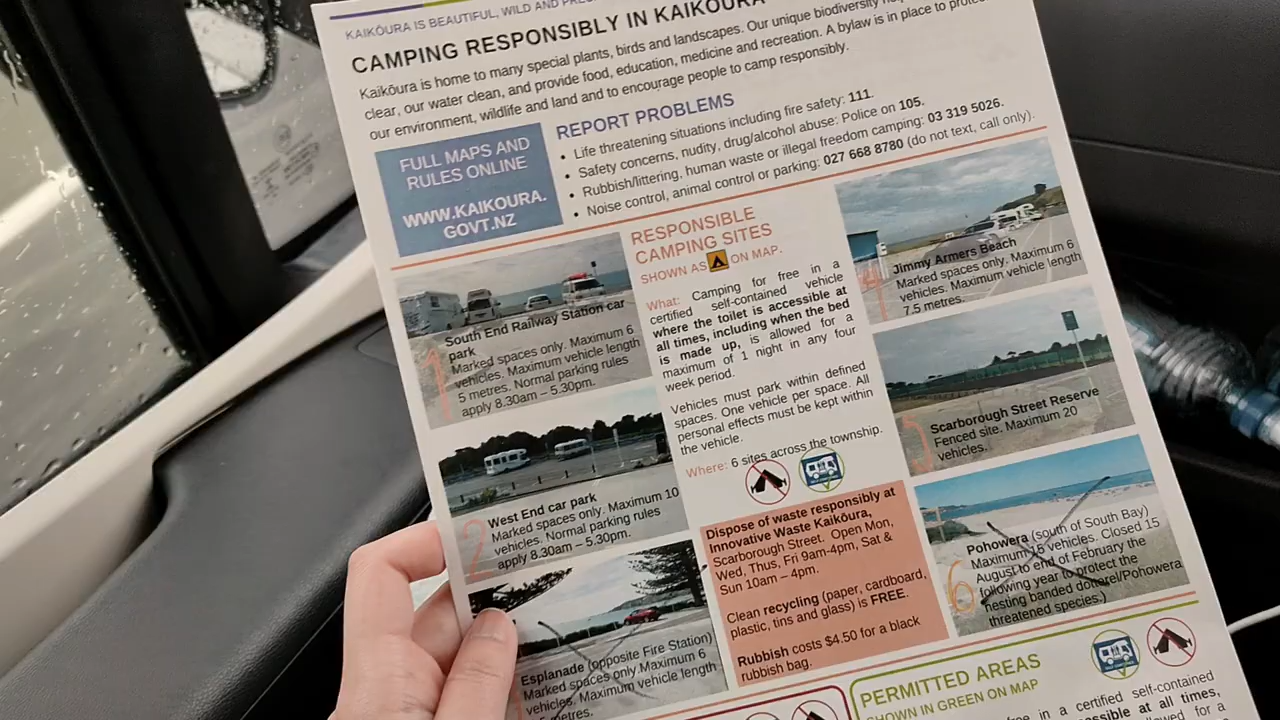 KAIKŌURA IS BEAUTIFUL, WILD AND
CAMPING RESPONSIBLY IN KAIKŌURA
Kaikōura is home to many special plants, birds and landscapes. Our unique biodiversity
clear, our water clean, and provide food, education, medicine and recreation. A bylaw is in place to
our environment, wildlife and land and to encourage people to camp responsibly.
FULL MAPS AND
RULES ONLINE
WWW.KAIKOURA.
GOVT.NZ
REPORT PROBLEMS
• Life threatening situations including fire safety: 111.
• Safety concerns, nudity, drug/alcohol abuse: Police on 105.
• Rubbish/littering, human waste or illegal freedom camping: 03 319 5026.
• Noise control, animal control or parking: 027 668 8780 (do not text, call only).
South End Railway Station car
park
1 Marked spaces only. Maximum 6
vehicles. Maximum vehicle length
5 metres. Normal parking rules
apply 8.30am – 5.30pm.
2 West End car park
Marked spaces only. Maximum 10
vehicles. Normal parking rules
apply 8.30am – 5.30pm.
Esplanade (opposite Fire Station)
Marked spaces only Maximum 6
vehicles. Maximum vehicle length
metres.
RESPONSIBLE
CAMPING SITES
SHOWN AS ON MAP.
What: Camping for free in a
certified self-contained vehicle
where the toilet is accessible at
all times, including when the bed
is made up, is allowed for a
maximum of 1 night in any four
week period.
Vehicles must park within defined
spaces. One vehicle per space. All
personal effects must be kept within
the vehicle.
Where: 6 sites across the township.
Dispose of waste responsibly at
Innovative Waste Kaikōura,
Scarborough Street. Open Mon,
Wed, Thus, Fri 9am-4pm, Sat &
Sun 10am – 4pm.
Clean recycling (paper, cardboard,
plastic, tins and glass) is FREE.
Rubbish costs $4.50 for a black
rubbish bag.
4 Jimmy Armers Beach
Marked spaces only. Maximum 6
vehicles. Maximum vehicle length
7.5 metres.
5 Scarborough Street Reserve
Fenced site. Maximum 20
vehicles.
6 Pohowera (south of South Bay)
Maximum 15 vehicles. Closed 15
August to end of February the
following year to protect the
nesting banded dotterel/Pohowera
threatened species.)
PERMITTED AREAS
SHOWN IN GREEN ON MAP
free in a certified self-contained
accessible at all times,
allowed for a